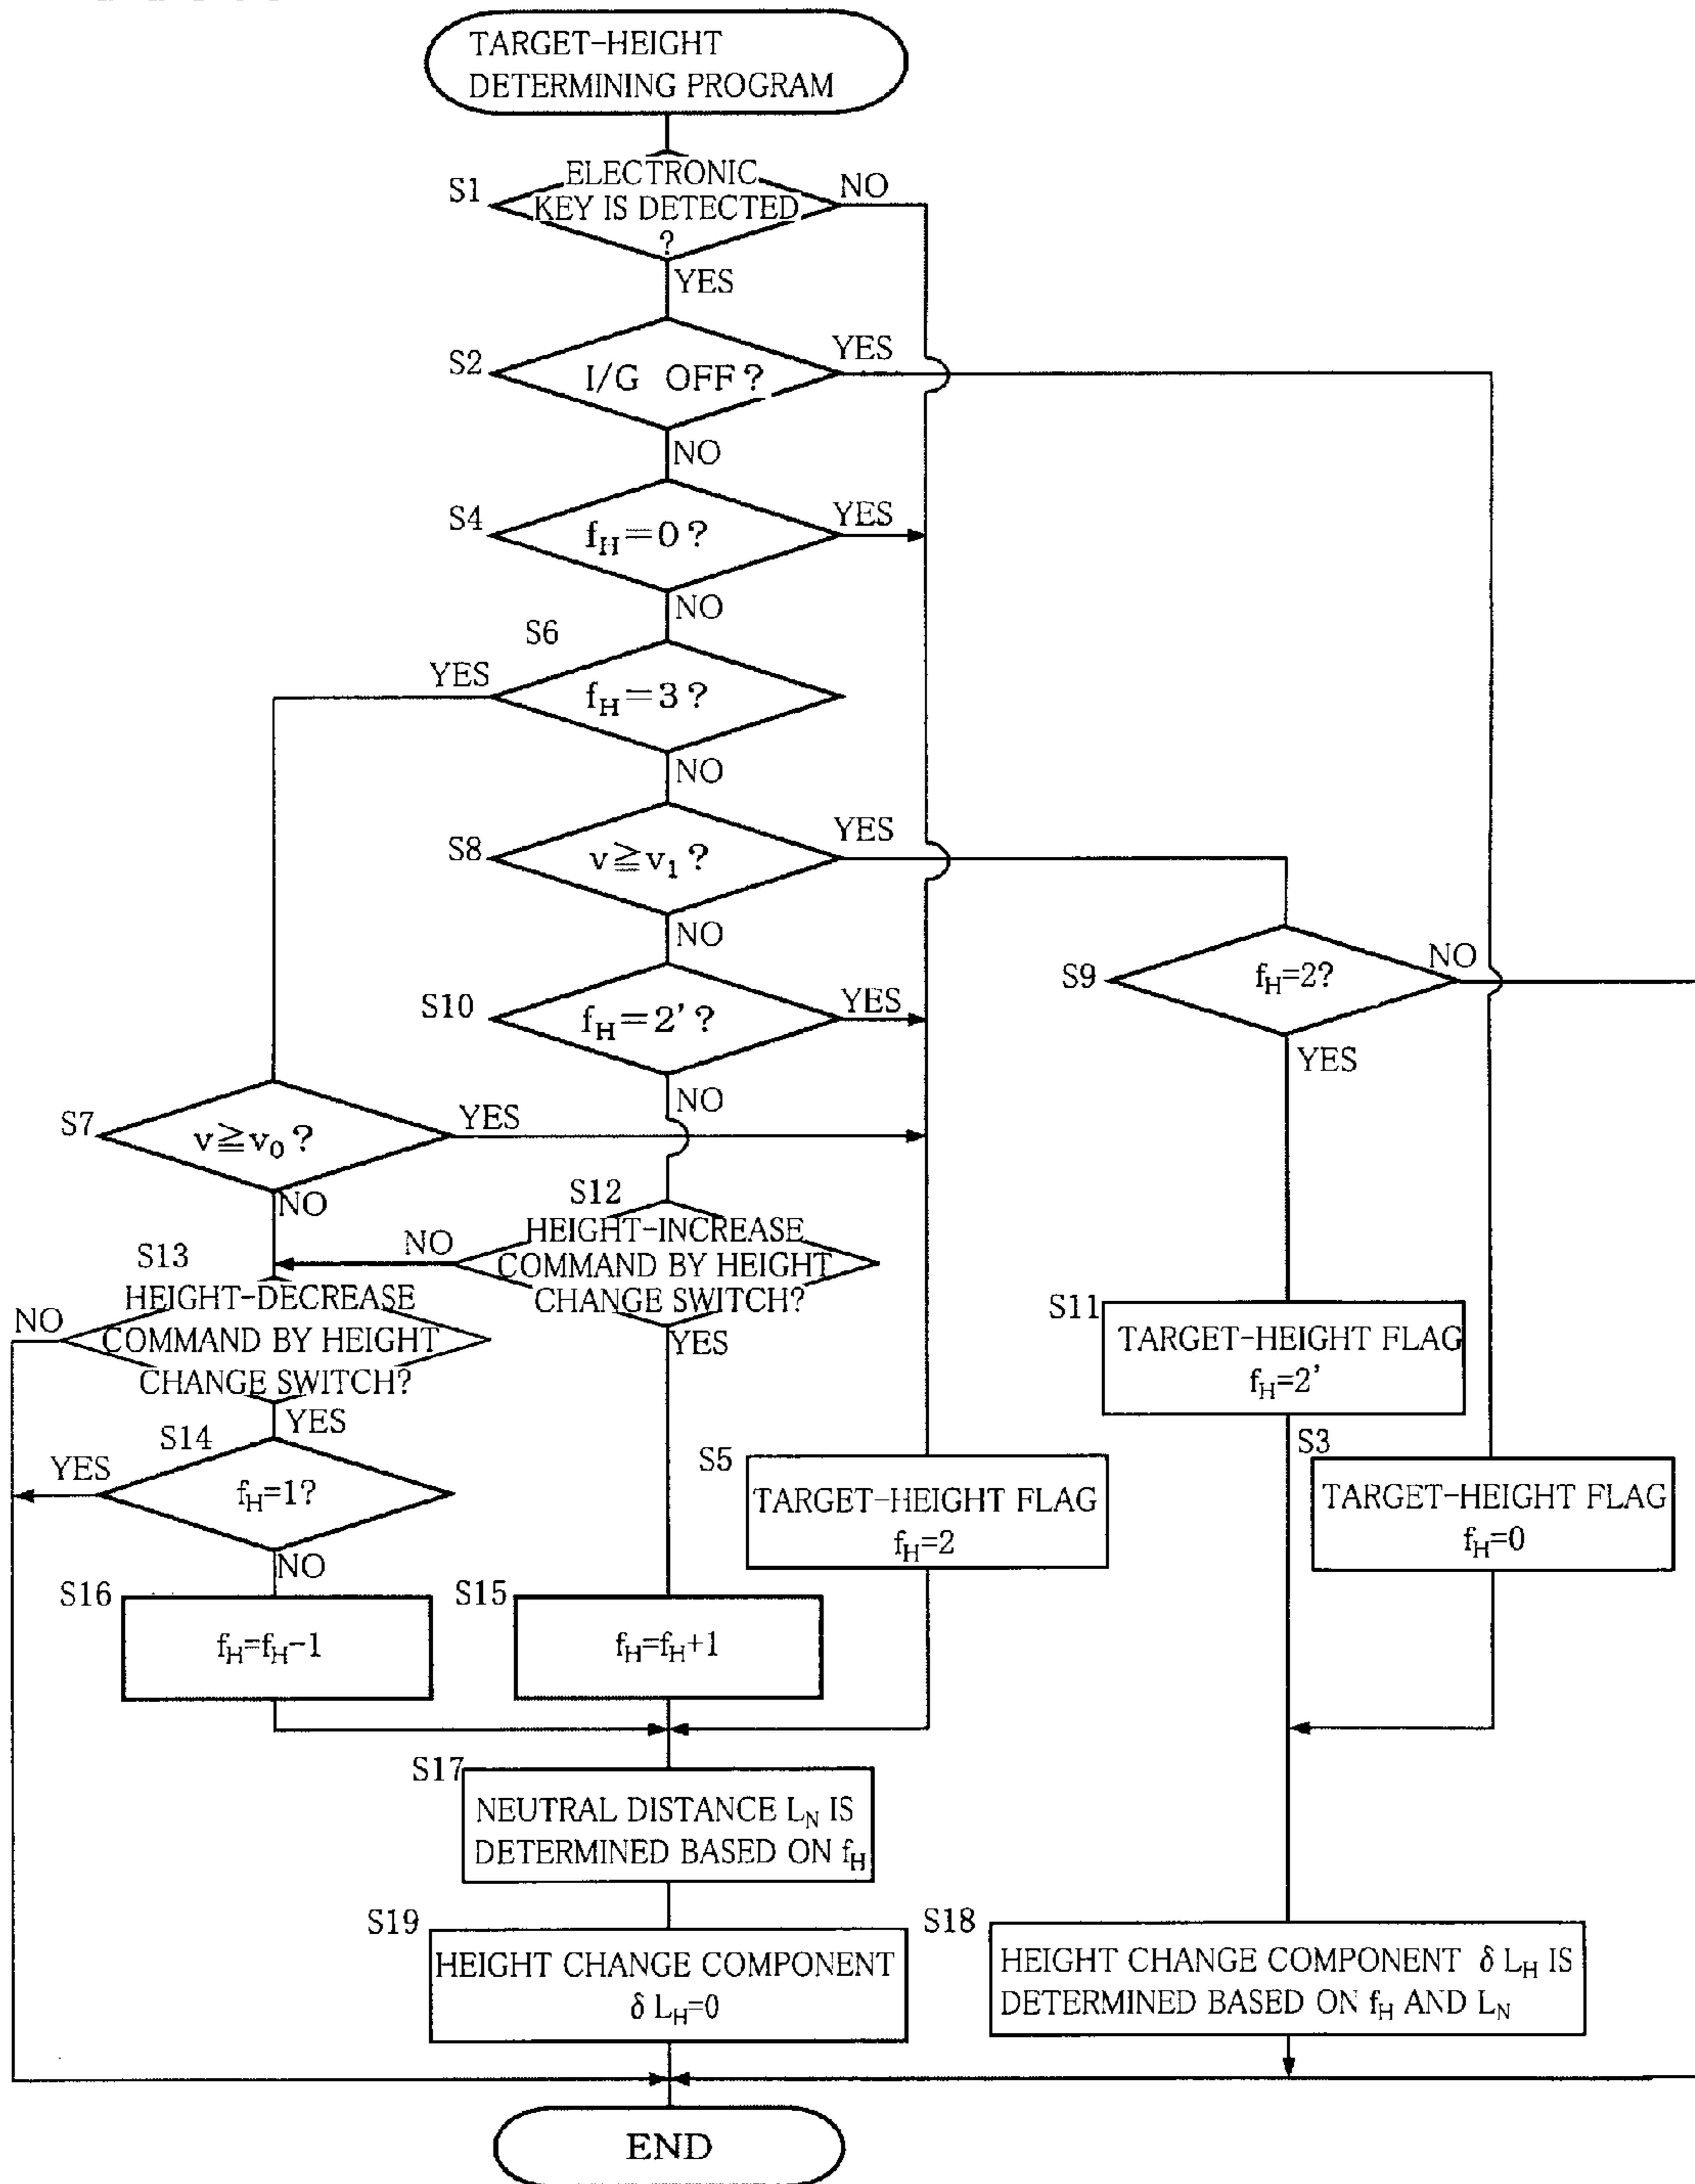 TARGET-HEIGHT
DETERMINING PROGRAM
S1
ELECTRONIC
KEY IS DETECTED
?
NO
YES
S2
I/G OFF?
YES
NO
S4
f_H=0?
YES
NO
S6
YES
f_H=3?
NO
S8
v≧v_1?
YES
NO
S9
f_H=2?
NO
YES
S10
f_H=2'?
YES
NO
S7
v≧v_0?
YES
NO
S12
HEIGHT-INCREASE
COMMAND BY HEIGHT
CHANGE SWITCH?
NO
YES
S13
HEIGHT-DECREASE
COMMAND BY HEIGHT
CHANGE SWITCH?
NO
YES
S11
TARGET-HEIGHT FLAG
f_H=2'
S14
f_H=1?
YES
NO
S5
TARGET-HEIGHT FLAG
f_H=2
S3
TARGET-HEIGHT FLAG
f_H=0
S16
f_H=f_H-1
S15
f_H=f_H+1
S17
NEUTRAL DISTANCE L_N IS
DETERMINED BASED ON f_H
S19
HEIGHT CHANGE COMPONENT
δ L_H=0
S18
HEIGHT CHANGE COMPONENT δ L_H IS
DETERMINED BASED ON f_H AND L_N
END